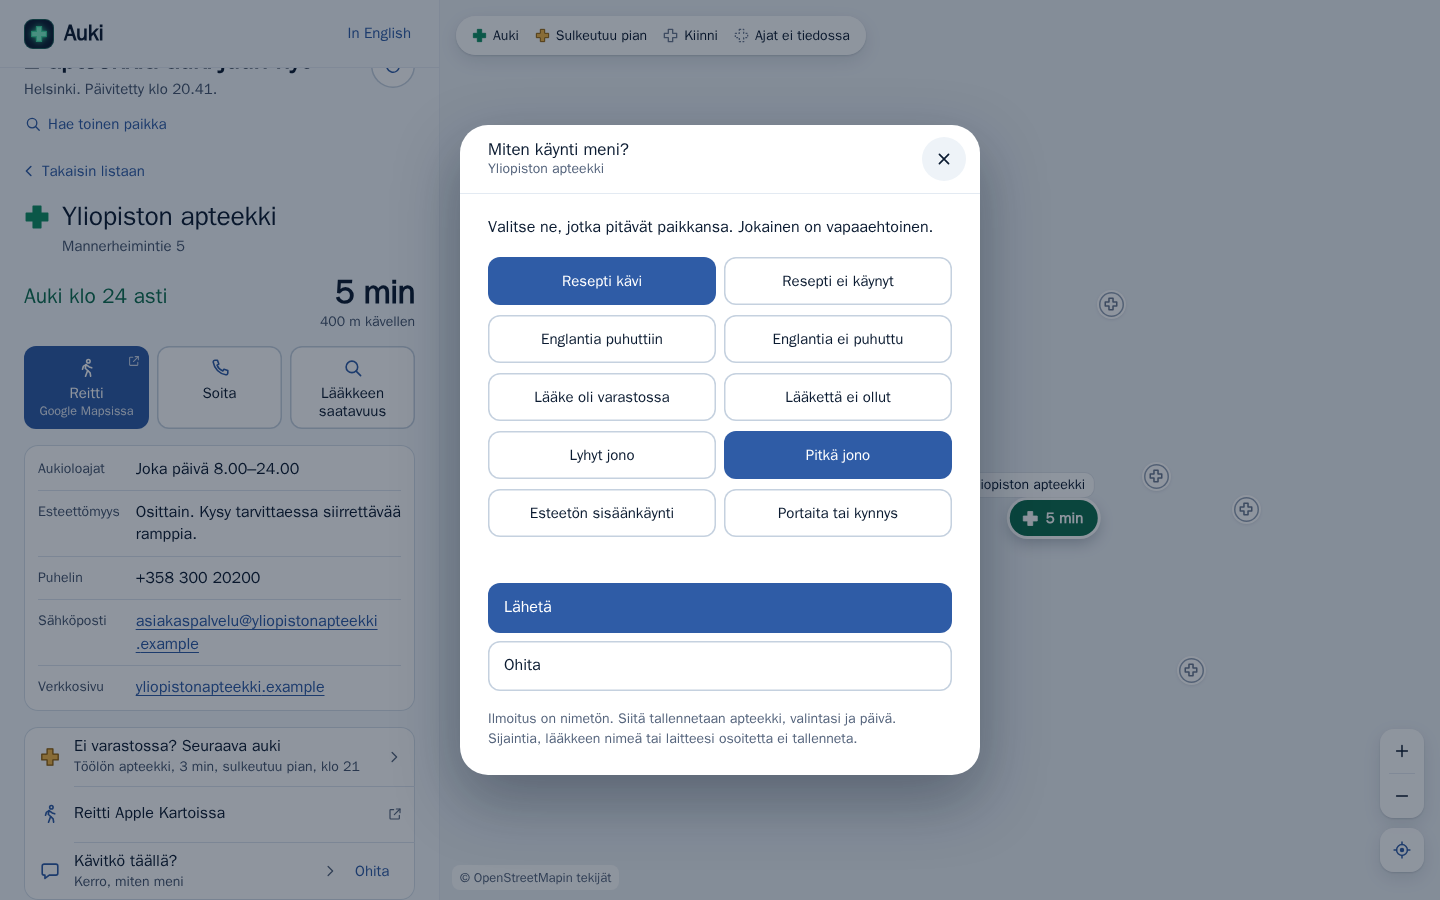 Auki
In English
Helsinki. Päivitetty klo 20.41.
Hae toinen paikka
Takaisin listaan
Yliopiston apteekki
Mannerheimintie 5
Auki klo 24 asti
5 min
400 m kävellen
Reitti
Google Mapsissa
Soita
Lääkkeen
saatavuus
Aukioloajat
Joka päivä 8.00–24.00
Esteettömyys
Osittain. Kysy tarvittaessa siirrettävää
ramppia.
Puhelin
+358 300 20200
Sähköposti
asiakaspalvelu@yliopistonapteekki
.example
Verkkosivu
yliopistonapteekki.example
Ei varastossa? Seuraava auki
Töölön apteekki, 3 min, sulkeutuu pian, klo 21
Reitti Apple Kartoissa
Kävitkö täällä?
Kerro, miten meni
Ohita
Auki
Sulkeutuu pian
Kiinni
Ajat ei tiedossa
Miten käynti meni?
Yliopiston apteekki
Valitse ne, jotka pitävät paikkansa. Jokainen on vapaaehtoinen.
Resepti kävi
Resepti ei käynyt
Englantia puhuttiin
Englantia ei puhuttu
Lääke oli varastossa
Lääkettä ei ollut
Lyhyt jono
Pitkä jono
Esteetön sisäänkäynti
Portaita tai kynnys
Lähetä
Ohita
Ilmoitus on nimetön. Siitä tallennetaan apteekki, valintasi ja päivä.
Sijaintia, lääkkeen nimeä tai laitteesi osoitetta ei tallenneta.
apteekki
5 min
© OpenStreetMapin tekijät